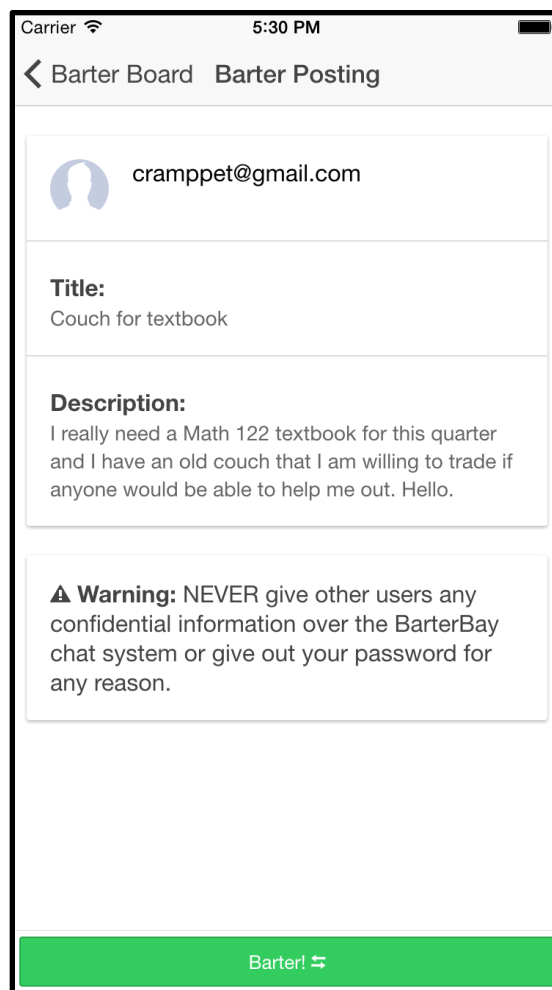 Carrier 5:30 PM
Barter Board Barter Posting
cramppet@gmail.com
Title:
Couch for textbook
Description:
I really need a Math 122 textbook for this quarter
and I have an old couch that I am willing to trade if
anyone would be able to help me out. Hello.
Warning: NEVER give other users any
confidential information over the BarterBay
chat system or give out your password for
any reason.
Barter!